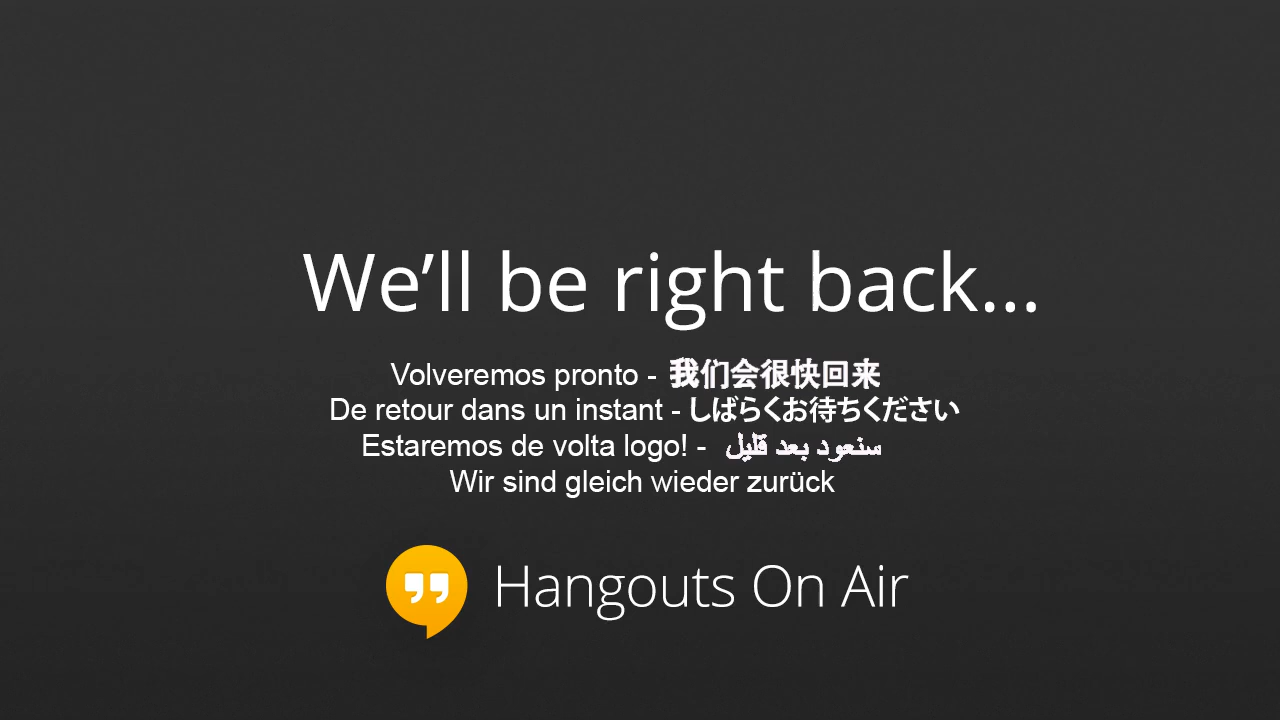 We’ll be right back...
Volveremos pronto - 我们会很快回来
De retour dans un instant - しばらくお待ちください
Estaremos de volta logo! - سنعود بعد قليل
Wir sind gleich wieder zurück
Hangouts On Air